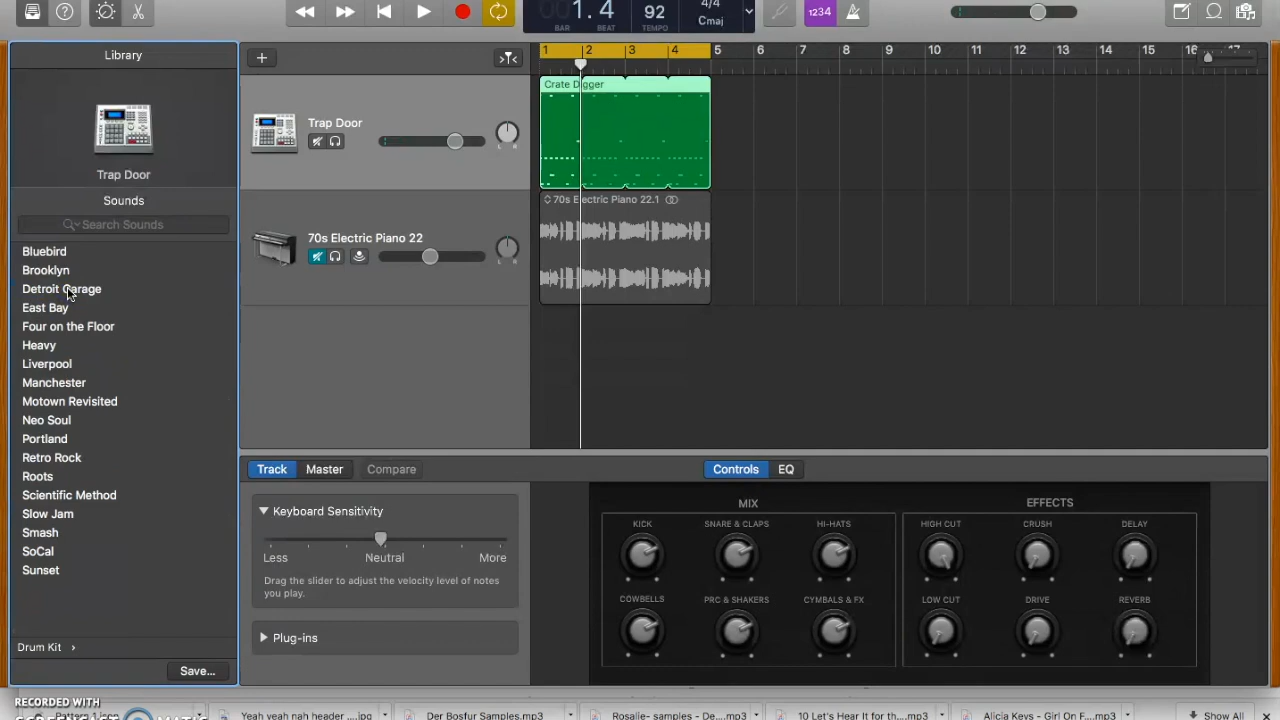 1. 4
BAR BEAT
92
TEMPO
4/4
Cmaj
1234
Library
Trap Door
Sounds
Search Sounds
Bluebird
Brooklyn
Detroit Garage
East Bay
Four on the Floor
Heavy
Liverpool
Manchester
Motown Revisited
Neo Soul
Portland
Retro Rock
Roots
Scientific Method
Slow Jam
Smash
SoCal
Sunset
Drum Kit
Save...
Trap Door
L R
70s Electric Piano 22
L R
1 2 3 4 5 6 7 8 9 10 11 12 13 14 15 16 17
Crate Digger
70s Electric Piano 22.1
Track Master Compare
Controls EQ
Keyboard Sensitivity
Less Neutral More
Drag the slider to adjust the velocity level of notes
you play.
Plug-ins
MIX
KICK SNARE & CLAPS HI-HATS
COWBELLS PRC & SHAKERS CYMBALS & FX
EFFECTS
HIGH CUT CRUSH DELAY
LOW CUT DRIVE REVERB
RECORDED WITH
Yeah yeah nah header ....jpg
Der Bosfur Samples.mp3
Rosalie- samples - De....mp3
10 Let's Hear It for th....mp3
Alicia Keys - Girl On F....mp3
Show All